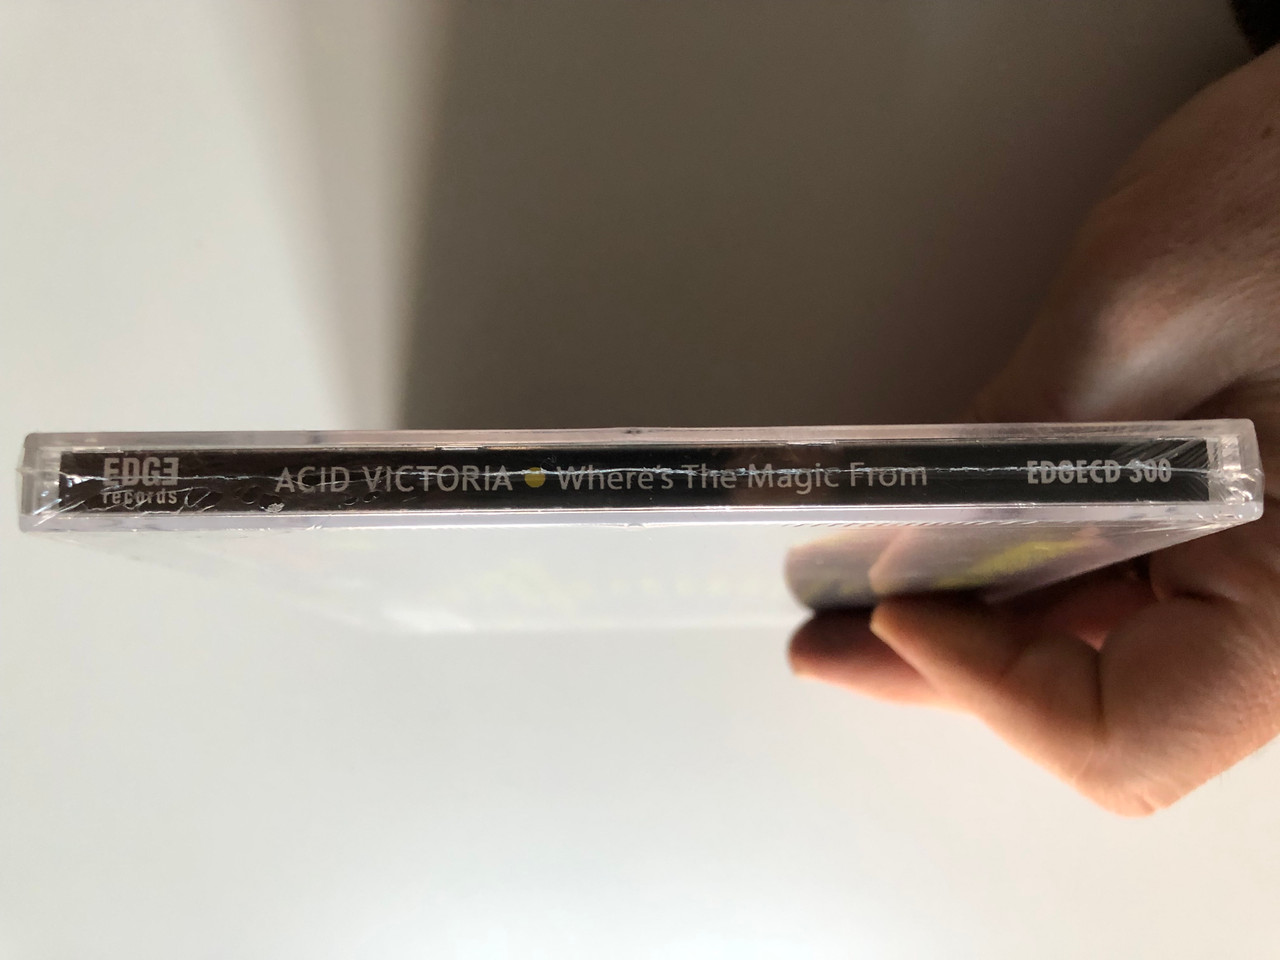 EDGE
records
ACID VICTORIA • Where's The Magic From
EDGECD 300